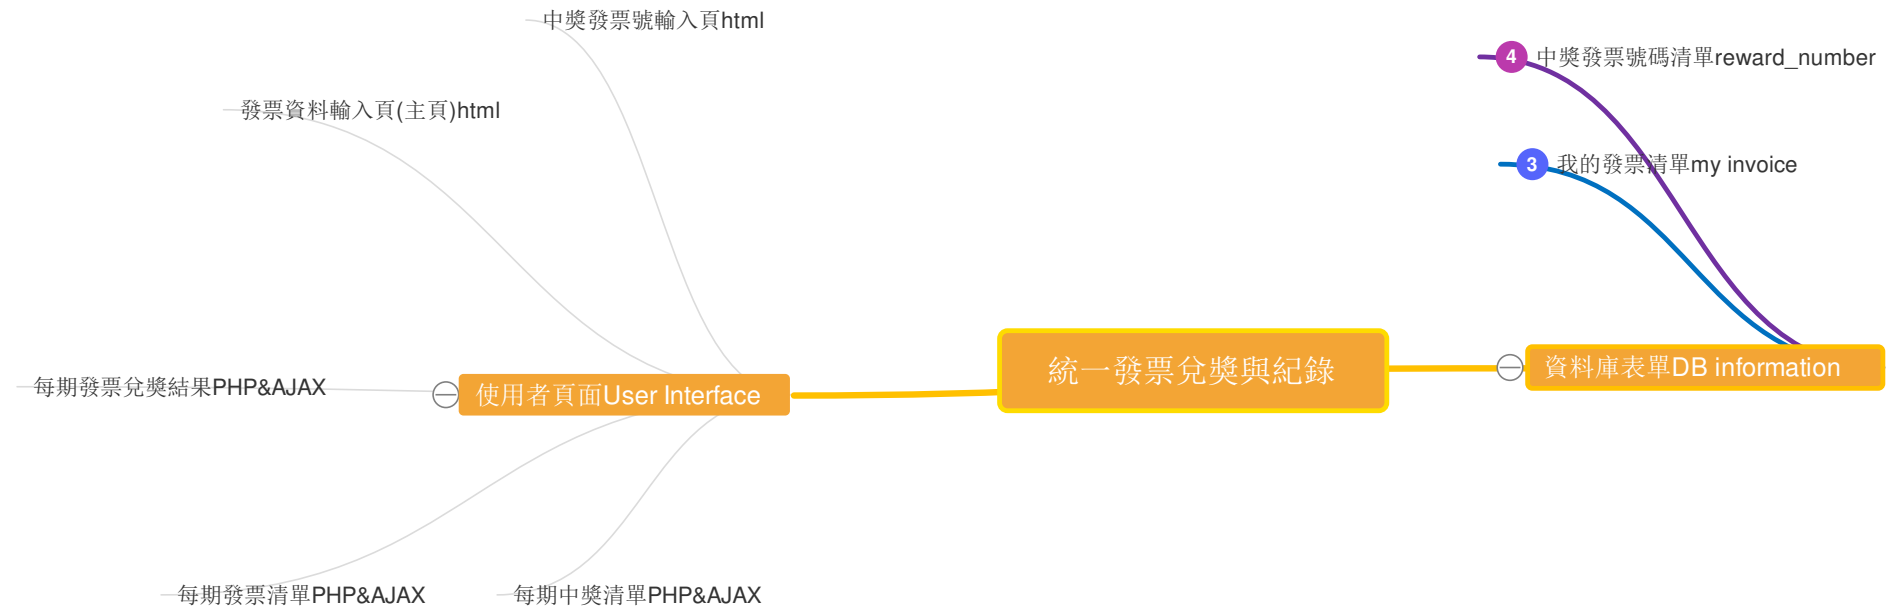 中獎發票號輸入頁html
4 中獎發票號碼清單reward_number
發票資料輸入頁(主頁)html
3 我的發票清單my invoice
統一發票兌獎與紀錄
資料庫表單DB information
每期發票兌獎結果PHP&AJAX
使用者頁面User Interface
每期發票清單PHP&AJAX
每期中獎清單PHP&AJAX